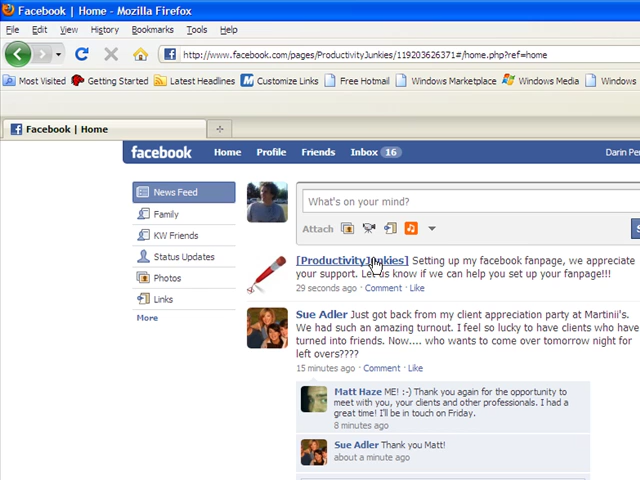 Facebook | Home - Mozilla Firefox
File Edit View History Bookmarks Tools Help
http://www.facebook.com/pages/ProductivityJunkies/119203626371#/home.php?ref=home
Most Visited Free Hotmail Latest Headlines Customize Links Free Hotmail Windows Marketplace Windows Media Windows
Facebook | Home
facebook Home Profile Friends Inbox 16 Darin Per
News Feed
Family
KW Friends
Status Updates
Photos
Links
More
What's on your mind?
Attach
[ProductivityJunkies] Setting up my facebook fanpage, we appreciate
your support. Let us know if we can help you set up your fanpage!!!
29 seconds ago · Comment · Like
Sue Adler Just got back from my client appreciation party at Martinii's.
We had such an amazing turnout. I feel so lucky to have clients who have
turned into friends. Now.... who wants to come over tomorrow night for
left overs????
15 minutes ago · Comment · Like
Matt Haze ME! :-) Thank you again for the opportunity to
meet with you, your clients and other professionals. I had a
great time! I'll be in touch on Friday.
8 minutes ago
Sue Adler Thank you Matt!
about a minute ago